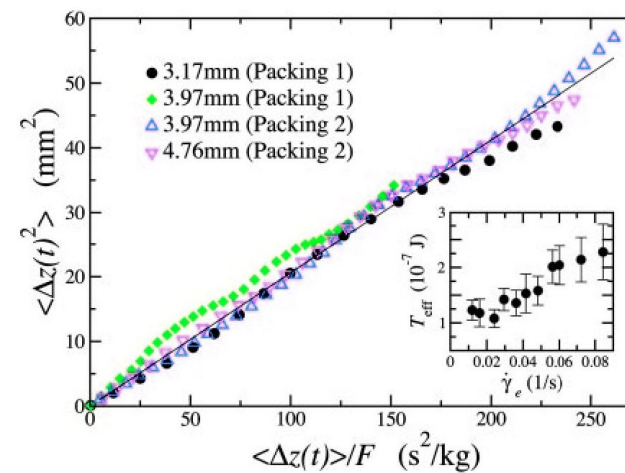 60
50
40
30
20
10
0
<Δz(t)²> (mm²)
3.17mm (Packing 1)
3.97mm (Packing 1)
3.97mm (Packing 2)
4.76mm (Packing 2)
3
2
1
T_eff (10⁻⁷ J)
0.02 0.04 0.06 0.08
γ̇_e (1/s)
0 50 100 150 200 250
<Δz(t)>/F (s²/kg)